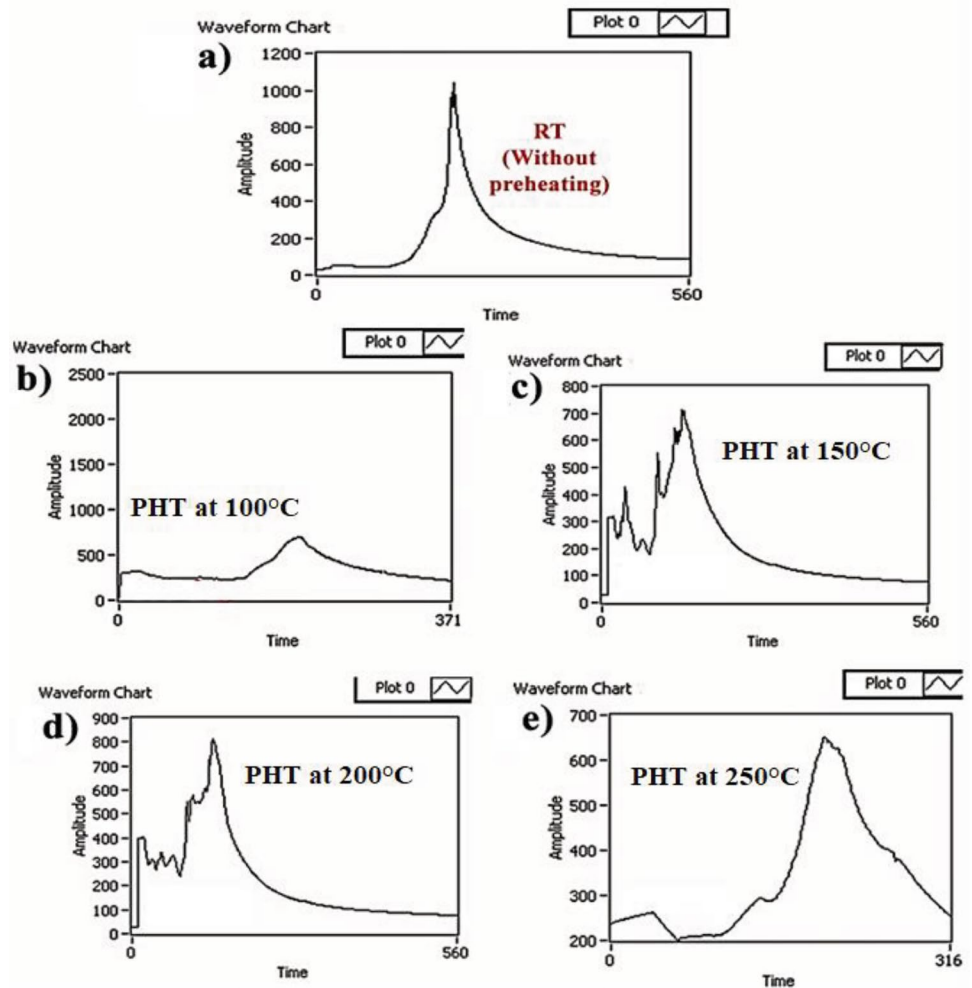 Plot 0
Waveform Chart
a)
1200
1000
800
600
400
200
0
Amplitude
RT
(Without
preheating)
0
560
Time
Plot 0
Waveform Chart
b)
2500
2000
1500
1000
500
0
Amplitude
PHT at 100°C
0
371
Time
Plot 0
Waveform Chart
c)
800
700
600
500
400
300
200
100
0
Amplitude
PHT at 150°C
0
560
Time
Plot 0
Waveform Chart
d)
900
800
700
600
500
400
300
200
100
0
Amplitude
PHT at 200°C
0
560
Time
Plot 0
Waveform Chart
e)
700
600
500
400
300
200
Amplitude
PHT at 250°C
0
316
Time